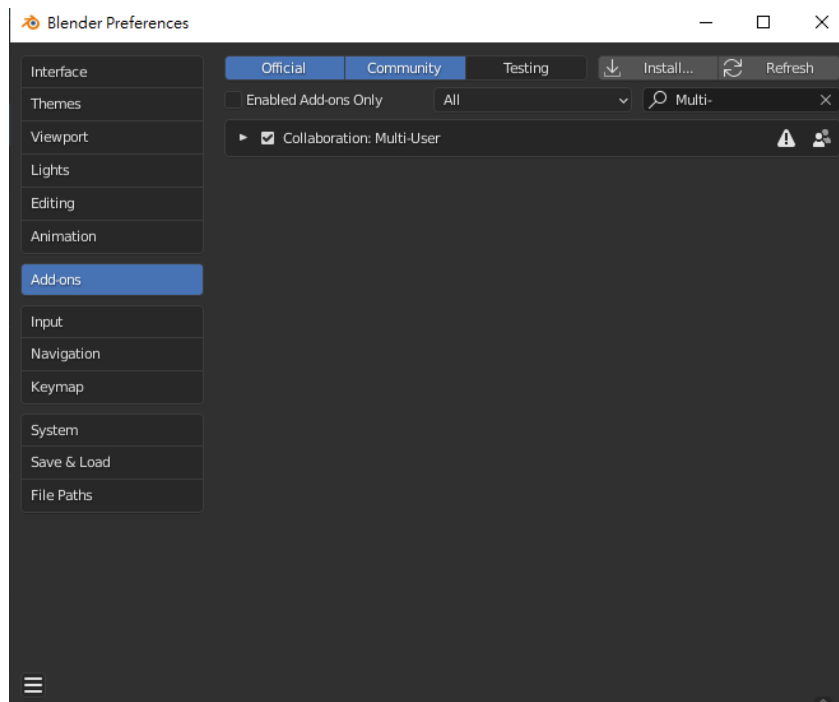 Blender Preferences
Interface
Themes
Viewport
Lights
Editing
Animation
Add-ons
Input
Navigation
Keymap
System
Save & Load
File Paths
Official Community Testing Install... Refresh
Enabled Add-ons Only All Multi-
Collaboration: Multi-User